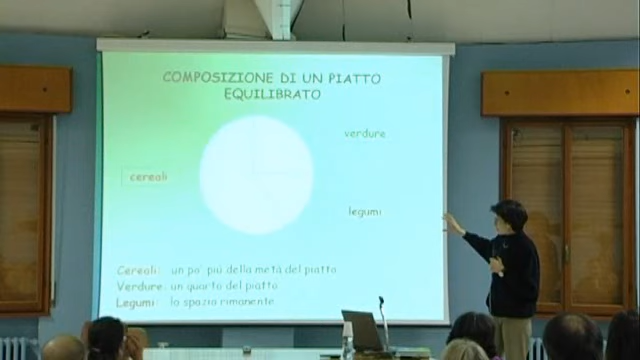 COMPOSIZIONE DI UN PIATTO
EQUILIBRATO
verdure
cereali
legumi
Cereali: un po' più della metà del piatto
Verdure: un quarto del piatto
Legumi: lo spazio rimanente.